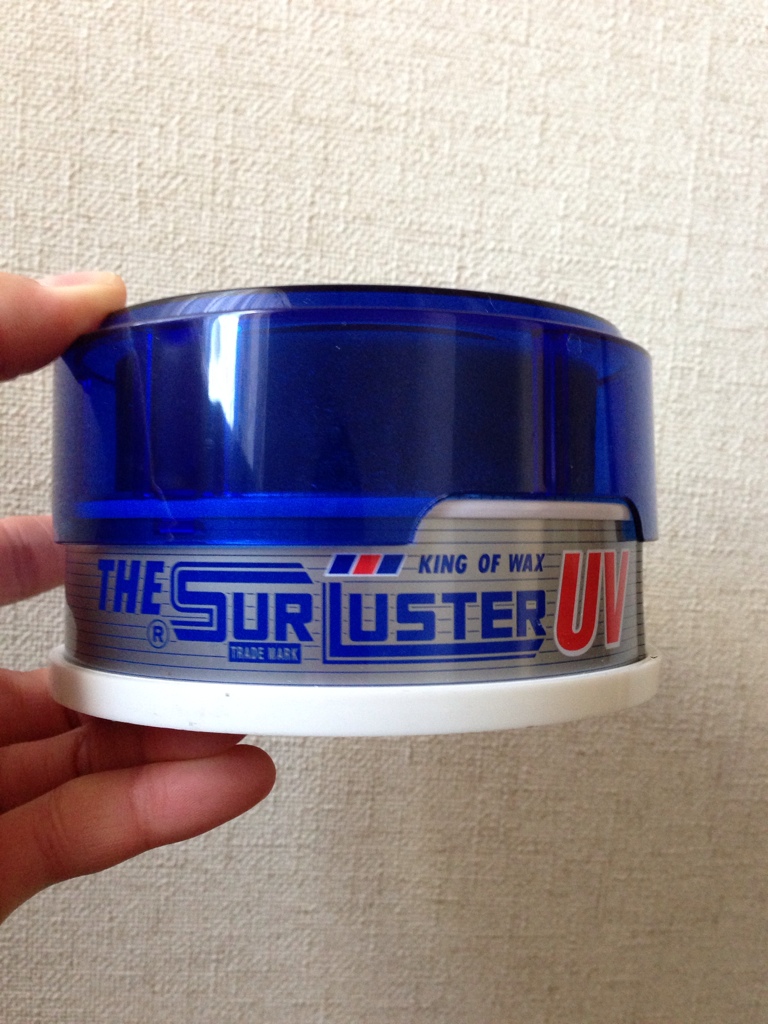 KING OF WAX
THE SURLUSTER UV
®
TRADE MARK